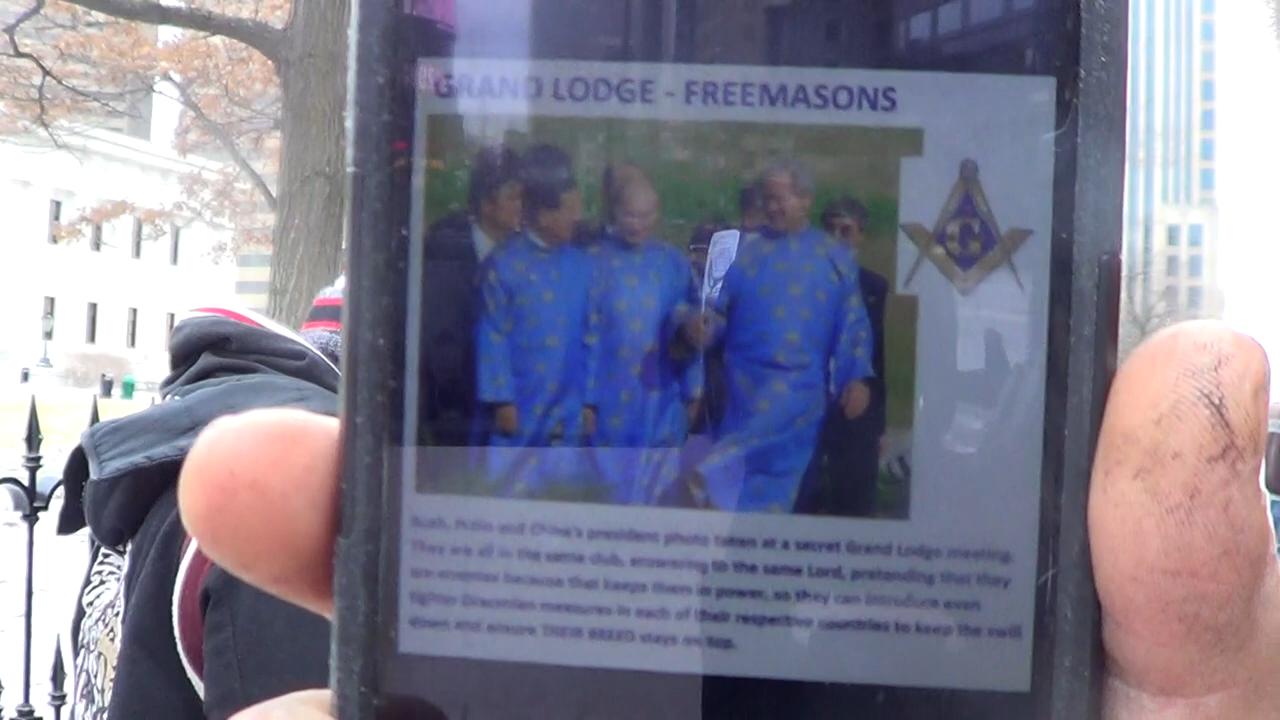 GRAND LODGE - FREEMASONS
G
Bush, Putin and China's president photo taken at a secret Grand Lodge meeting.
They are all in the same club, answering to the same Lord, pretending that they
are enemies because that keeps them in power, so they can introduce even
tighter Draconian measures in each of their respective countries to keep the
down and ensure THEIR BREED stays on top.